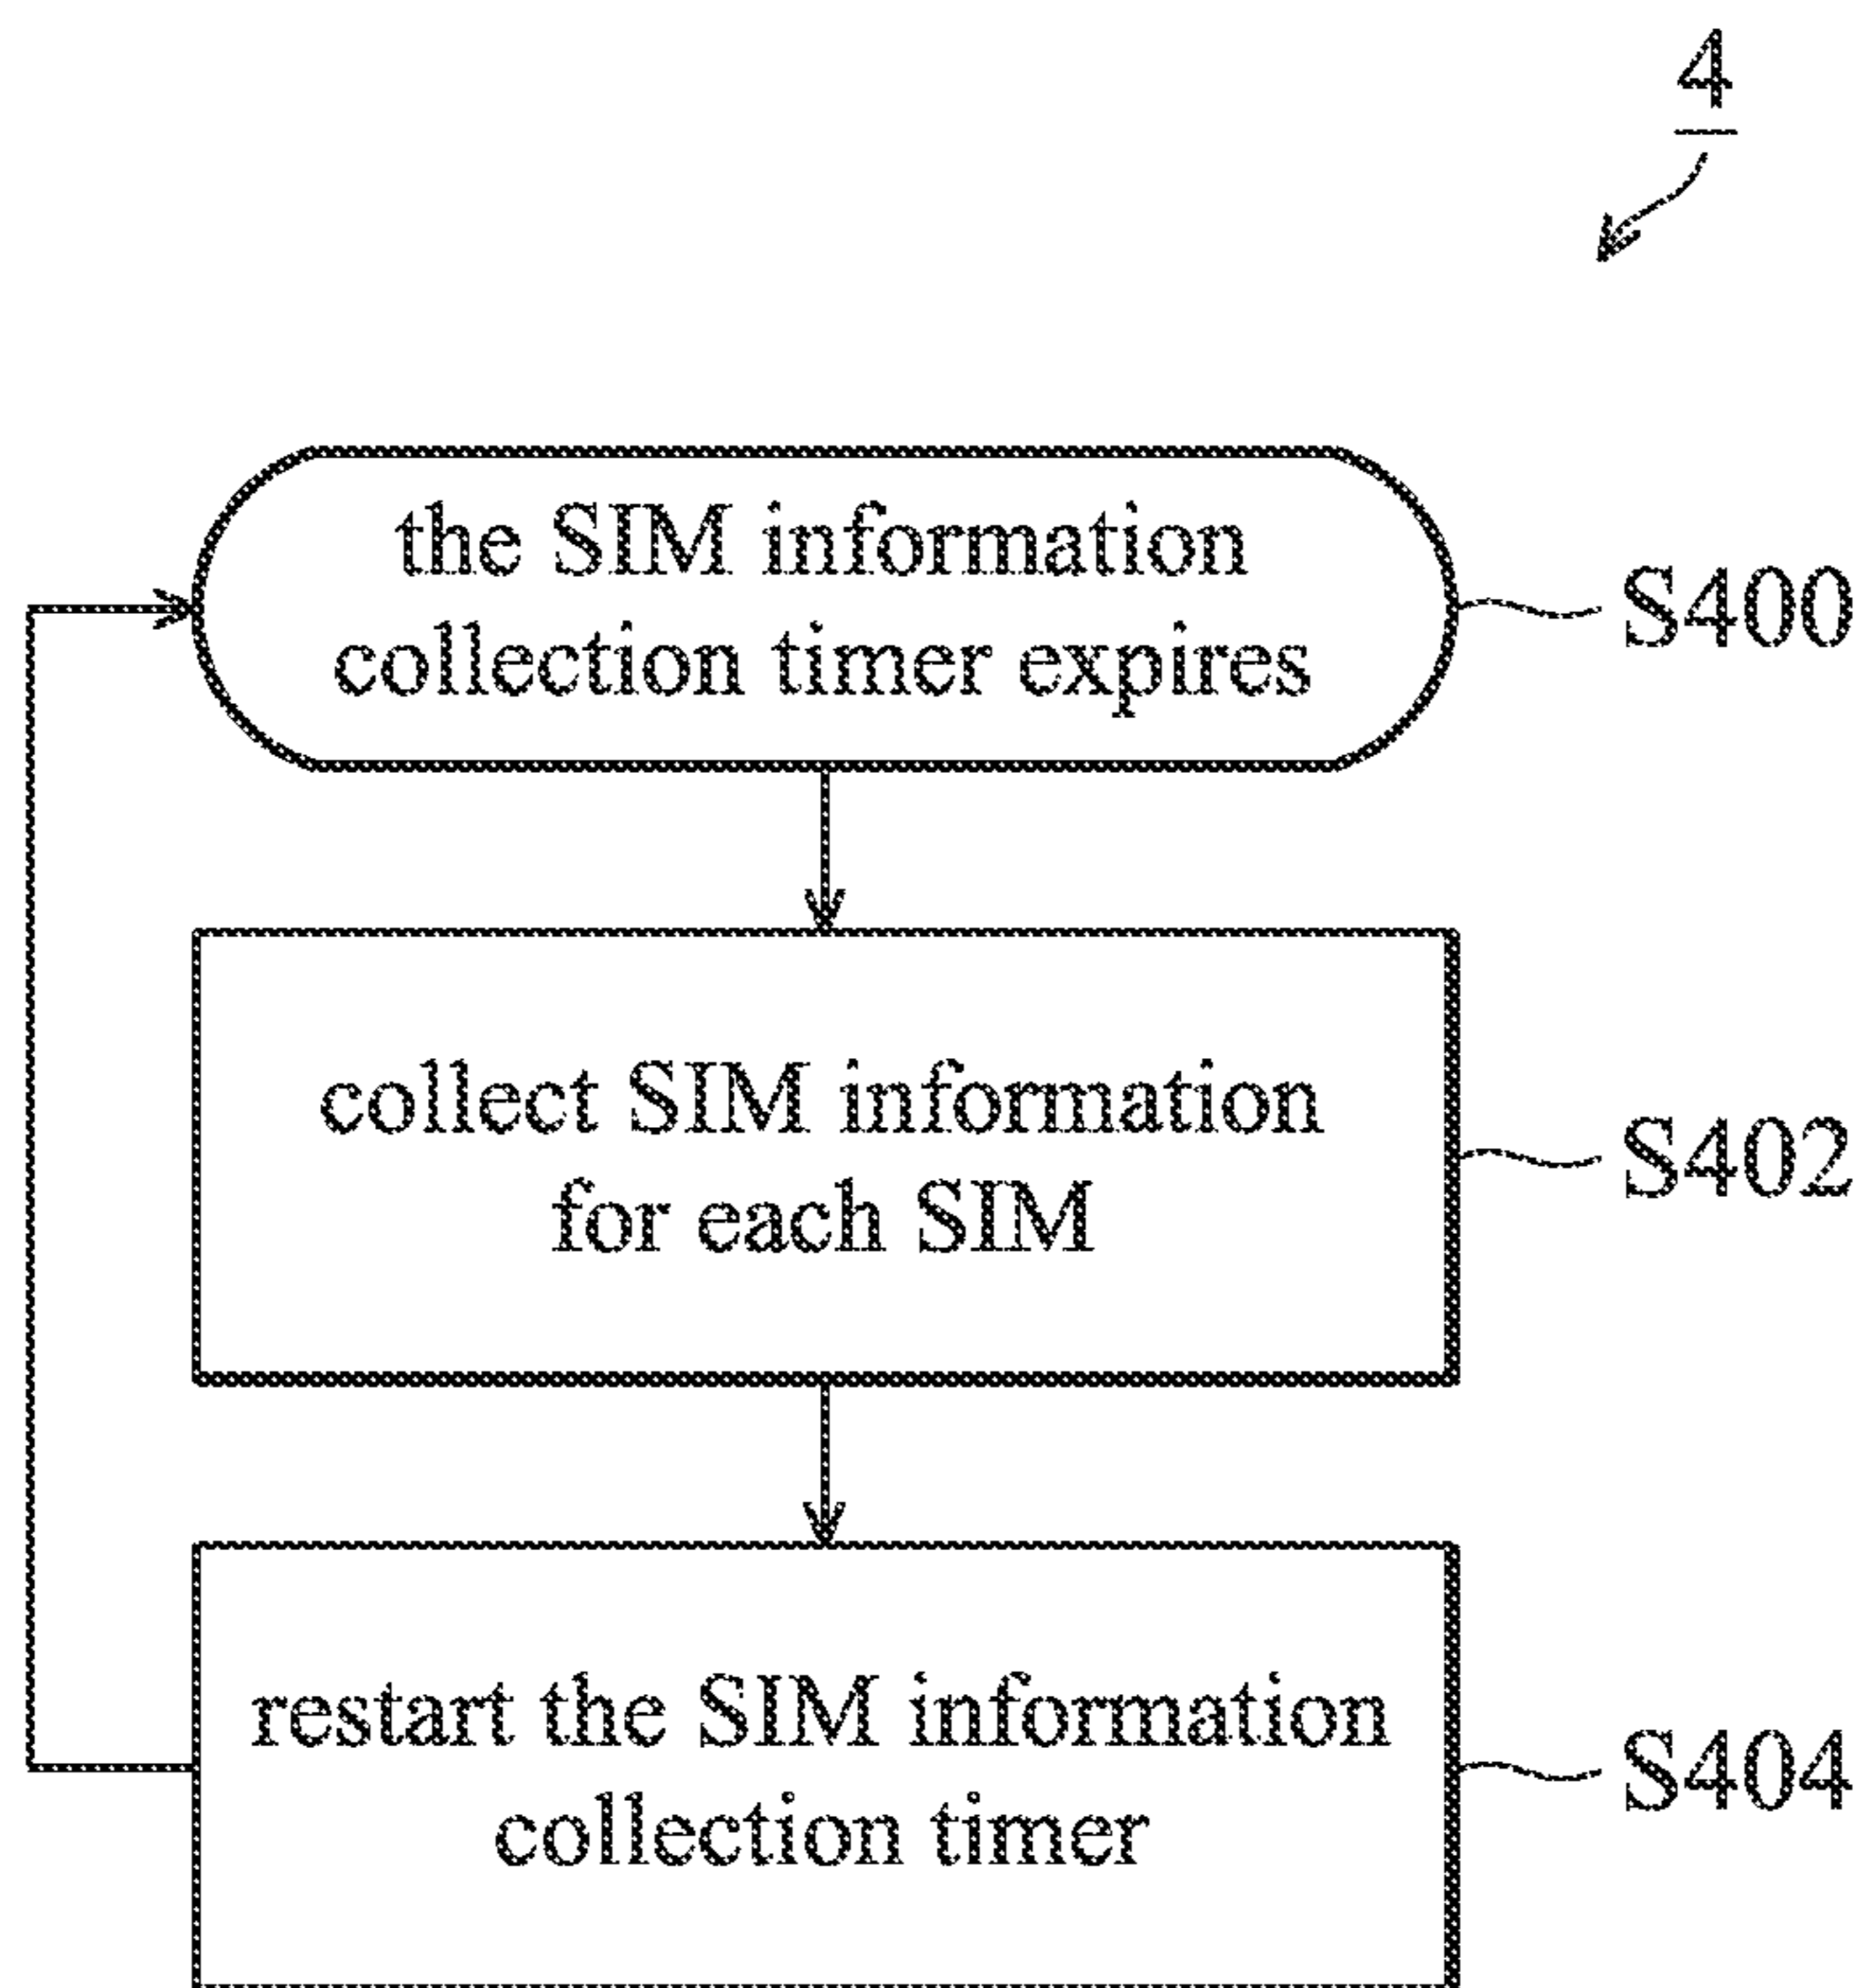 4
the SIM information
collection timer expires
S400
collect SIM information
for each SIM
S402
restart the SIM information
collection timer
S404